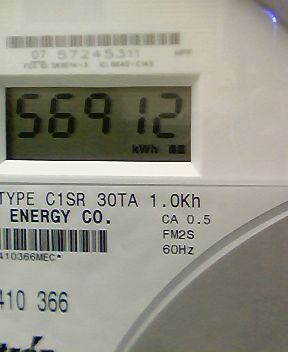 07 57245311
56912
kWh
TYPE C1SR 30TA 1.0Kh
ENERGY CO.
CA 0.5
FM2S
60Hz
410366MEC*
410 366